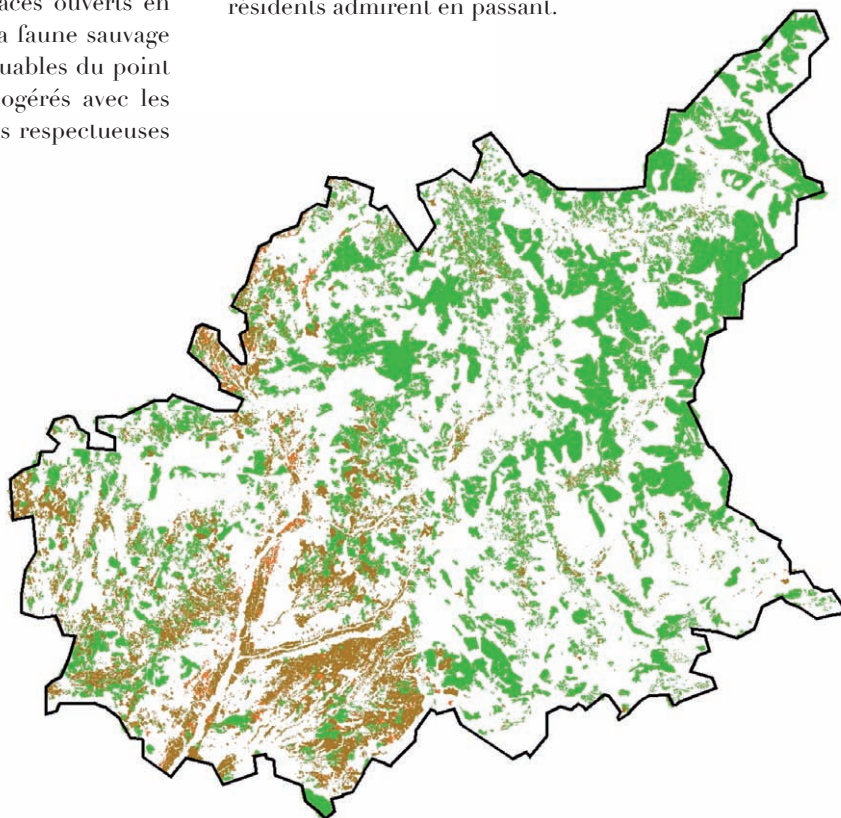 aces ouverts en
a faune sauvage
uables du point
ogérés avec les
s respectueuses
résidents admirent en passant.